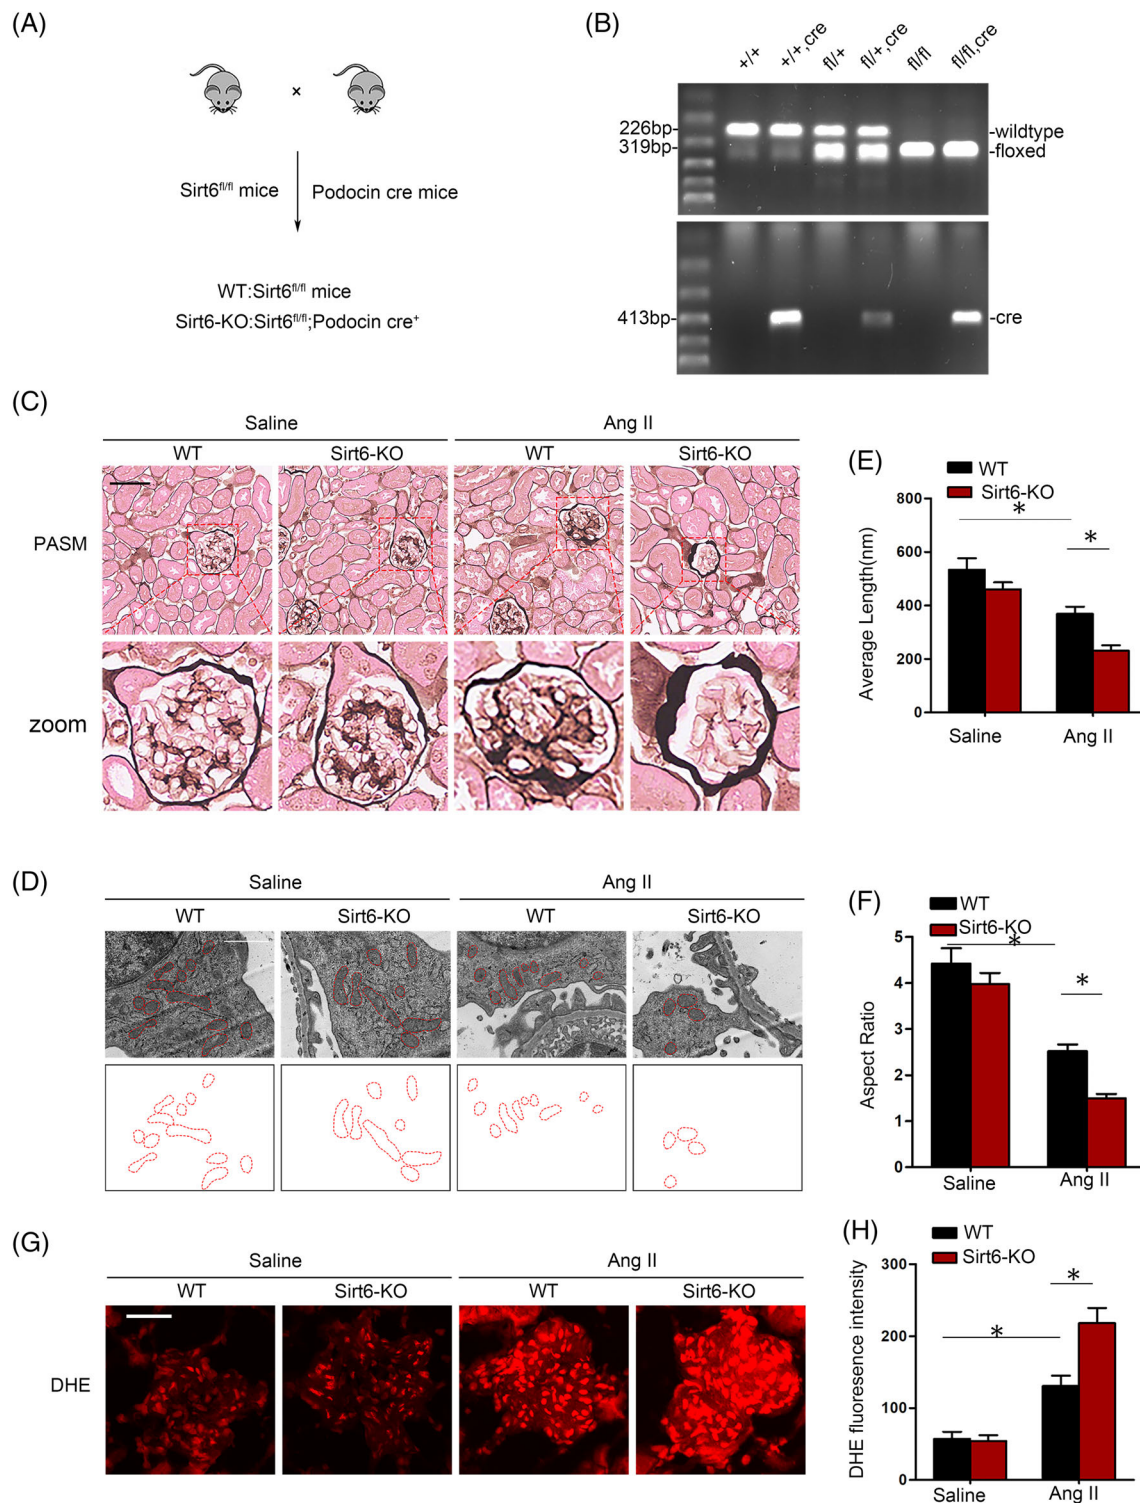 (A)
×
Sirt6fl/fl mice
Podocin cre mice
WT:Sirt6fl/fl mice
Sirt6-KO:Sirt6fl/fl;Podocin cre+
(B)
+/+
+/+,cre
fl/+
fl/+,cre
fl/fl
fl/fl,cre
226bp-
-wildtype
319bp-
-floxed
413bp-
-cre
(C)
Saline
Ang II
WT
Sirt6-KO
WT
Sirt6-KO
PASM
zoom
(E)
WT
Sirt6-KO
800
600
400
200
0
Average Length(nm)
*
*
Saline
Ang II
(D)
Saline
Ang II
WT
Sirt6-KO
WT
Sirt6-KO
(F)
WT
Sirt6-KO
5
4
3
2
1
0
Aspect Ratio
*
*
Saline
Ang II
(G)
Saline
Ang II
WT
Sirt6-KO
WT
Sirt6-KO
DHE
(H)
WT
Sirt6-KO
300
200
100
0
DHE fluoresence intensity
*
*
Saline
Ang II